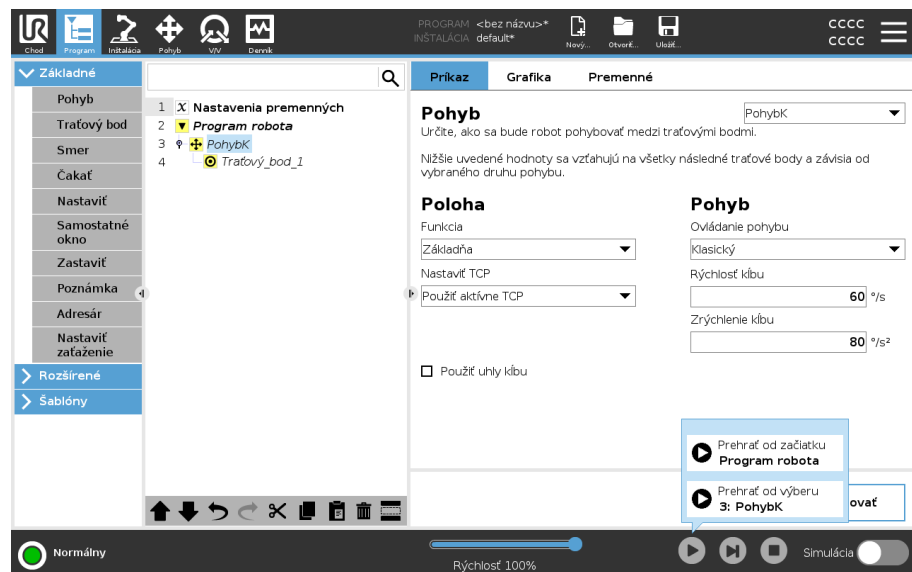 PROGRAM <bez názvu>*
INŠTALÁCIA default*
Chod
Program
Inštalácia
Pohyb
V/V
Denník
Nový...
Otvoriť...
Uložiť...
cccc
cccc
Základné
Pohyb
Traťový bod
Smer
Čakať
Nastaviť
Samostatné
okno
Zastaviť
Poznámka
Adresár
Nastaviť
zaťaženie
Rozšírené
Šablóny
1 X Nastavenia premenných
2 Program robota
3 PohybK
4 Traťový_bod_1
Príkaz Grafika Premenné
Pohyb
PohybK
Určite, ako sa bude robot pohybovať medzi traťovými bodmi.
Nižšie uvedené hodnoty sa vzťahujú na všetky následné traťové body a závisia od
vybraného druhu pohybu.
Poloha
Funkcia
Základňa
Nastaviť TCP
Použiť aktívne TCP
Použiť uhly kĺbu
Pohyb
Ovládanie pohybu
Klasický
Rýchlosť kĺbu
60 °/s
Zrýchlenie kĺbu
80 °/s²
Prehrať od začiatku
Program robota
Prehrať od výberu
3: PohybK
ovať
Normálny
Rýchlosť 100%
Simulácia